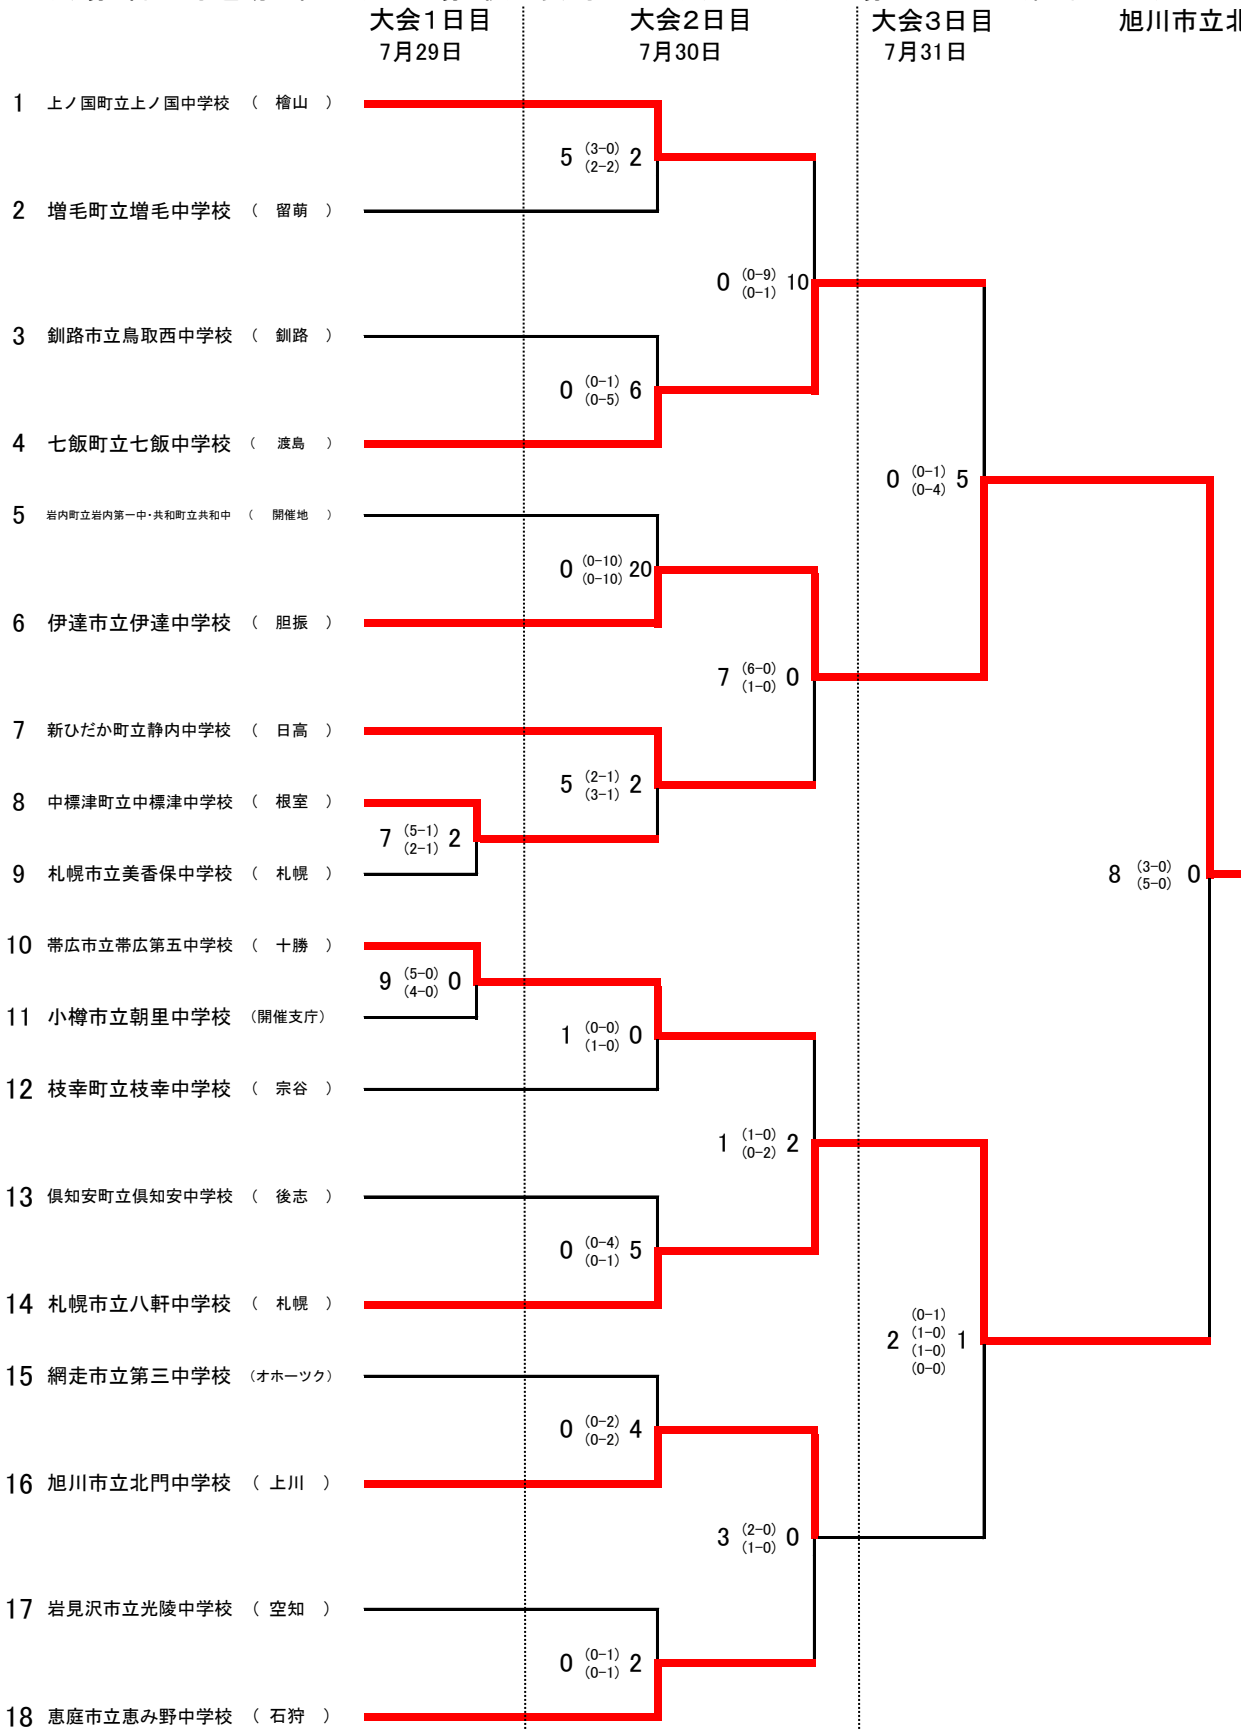 大会1日目 大会2日目 大会3日目 旭川市立北
7月29日 7月30日 7月31日
1 上ノ国町立上ノ国中学校 ( 檜山 )
5 (3-0) 2
(2-2)
2 増毛町立増毛中学校 ( 留萌 )
0 (0-9) 10
(0-1)
3 釧路市立鳥取西中学校 ( 釧路 )
0 (0-1) 6
(0-5)
4 七飯町立七飯中学校 ( 渡島 )
0 (0-1) 5
(0-4)
5 岩内町立岩内第一中・共和町立共和中 ( 開催地 )
0 (0-10) 20
(0-10)
6 伊達市立伊達中学校 ( 胆振 )
7 (6-0) 0
(1-0)
7 新ひだか町立静内中学校 ( 日高 )
5 (2-1) 2
(3-1)
8 中標津町立中標津中学校 ( 根室 )
7 (5-1) 2
(2-1)
9 札幌市立美香保中学校 ( 札幌 )
8 (3-0) 0
(5-0)
10 帯広市立帯広第五中学校 ( 十勝 )
9 (5-0) 0
(4-0)
11 小樽市立朝里中学校 (開催支庁)
1 (0-0) 0
(1-0)
12 枝幸町立枝幸中学校 ( 宗谷 )
1 (1-0) 2
(0-2)
13 倶知安町立倶知安中学校 ( 後志 )
0 (0-4) 5
(0-1)
14 札幌市立八軒中学校 ( 札幌 )
(0-1)
2 (1-0) 1
(1-0)
(0-0)
15 網走市立第三中学校 (オホーツク)
0 (0-2) 4
(0-2)
16 旭川市立北門中学校 ( 上川 )
3 (2-0) 0
(1-0)
17 岩見沢市立光陵中学校 ( 空知 )
0 (0-1) 2
(0-1)
18 恵庭市立恵み野中学校 ( 石狩 )